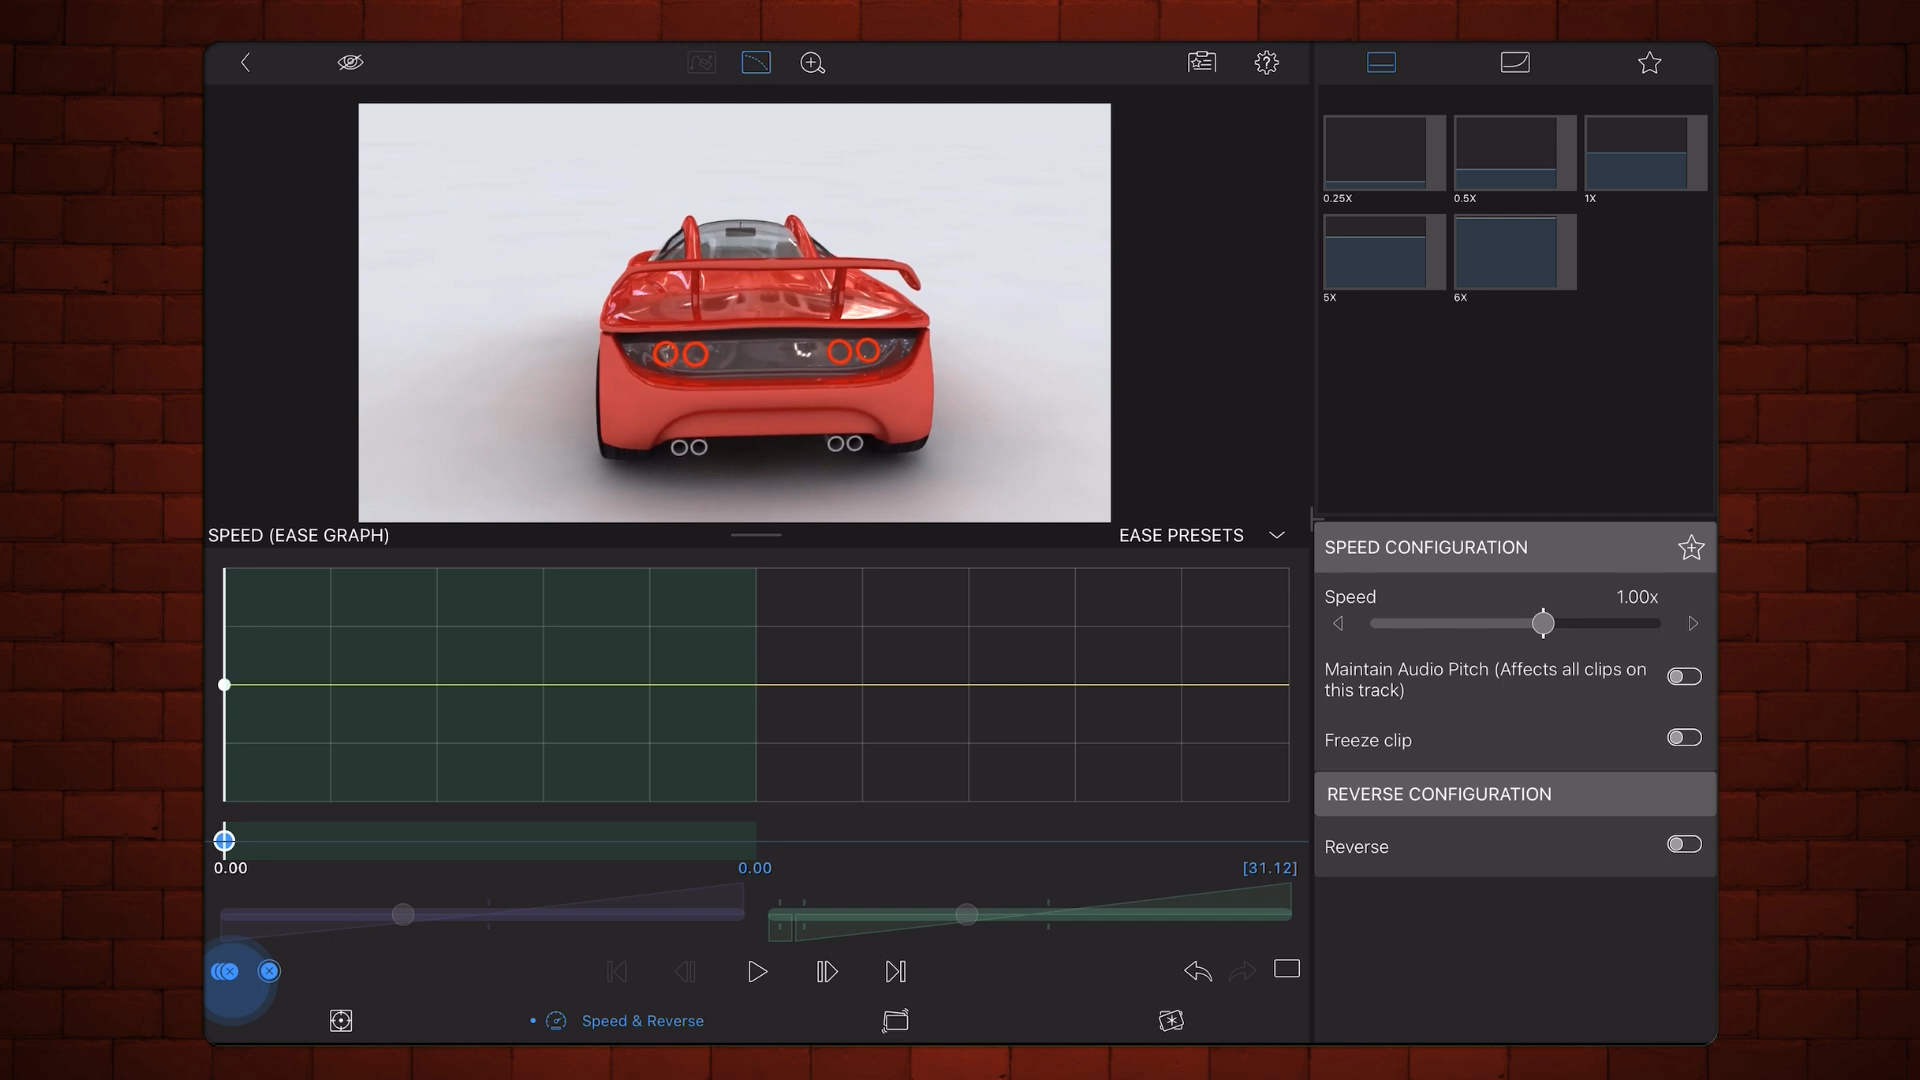 0.25X
0.5X
1X
5X
6X
SPEED (EASE GRAPH)
EASE PRESETS
SPEED CONFIGURATION
Speed
1.00x
Maintain Audio Pitch (Affects all clips on
this track)
Freeze clip
REVERSE CONFIGURATION
Reverse
0.00
0.00
[31.12]
Speed & Reverse